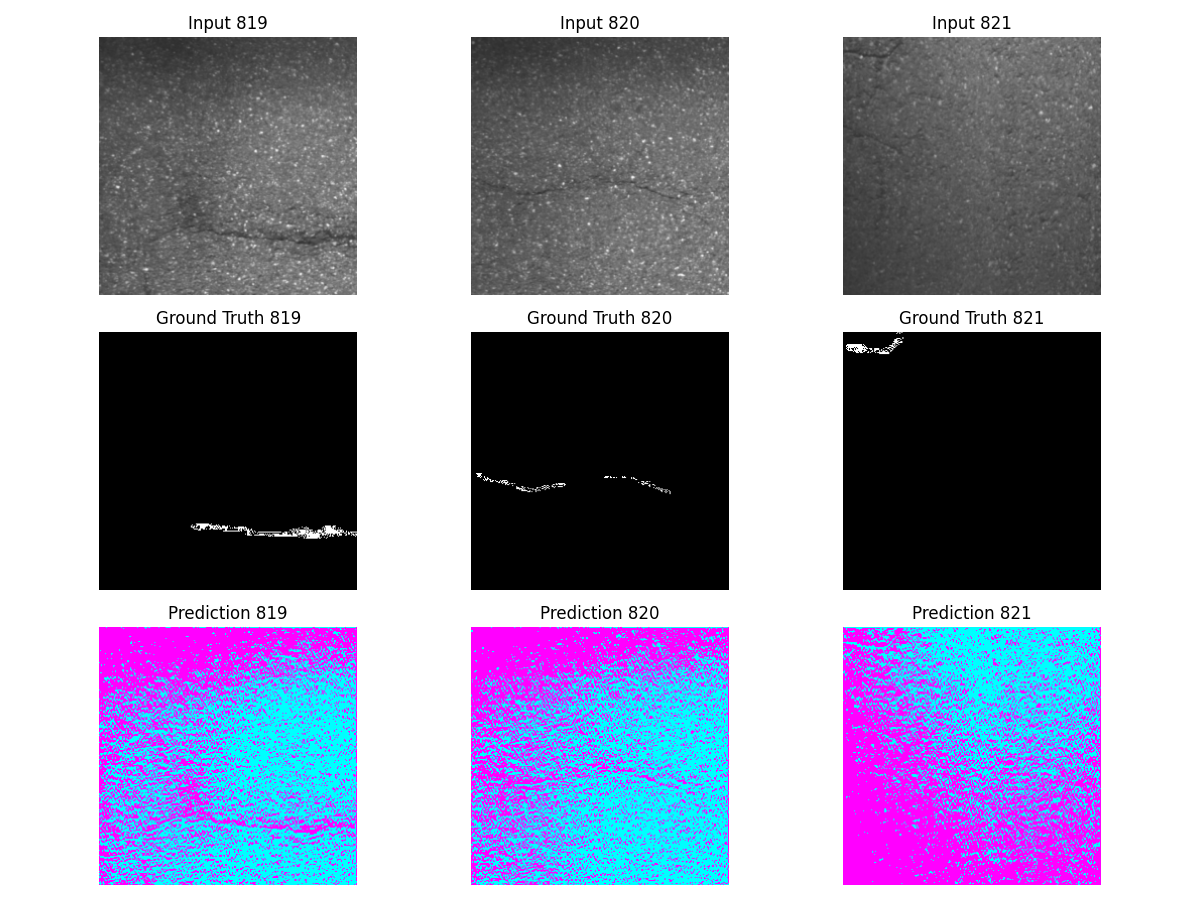 Input 819
Input 820
Input 821
Ground Truth 819
Ground Truth 820
Ground Truth 821
Prediction 819
Prediction 820
Prediction 821